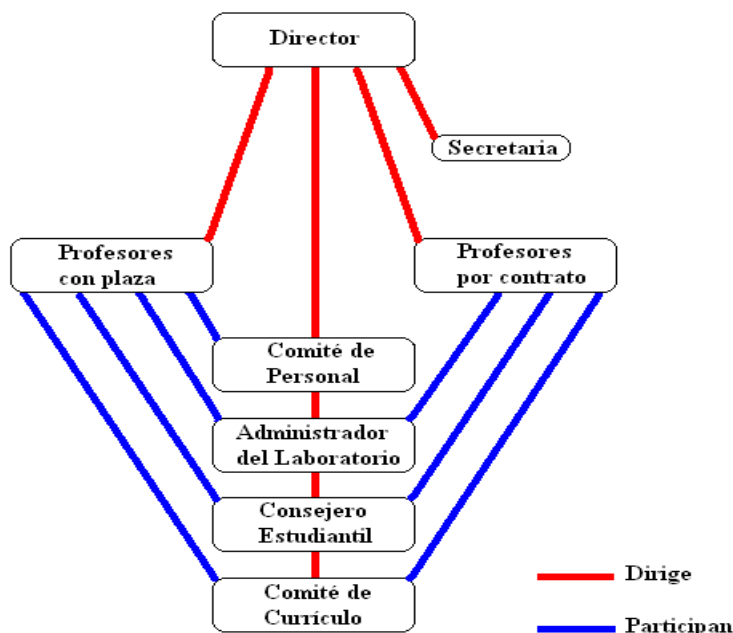 Director
Secretaria
Profesores
con plaza
Profesores
por contrato
Comité de
Personal
Administrador
del Laboratorio
Consejero
Estudiantil
Comité de
Currículo
Dirige
Participan